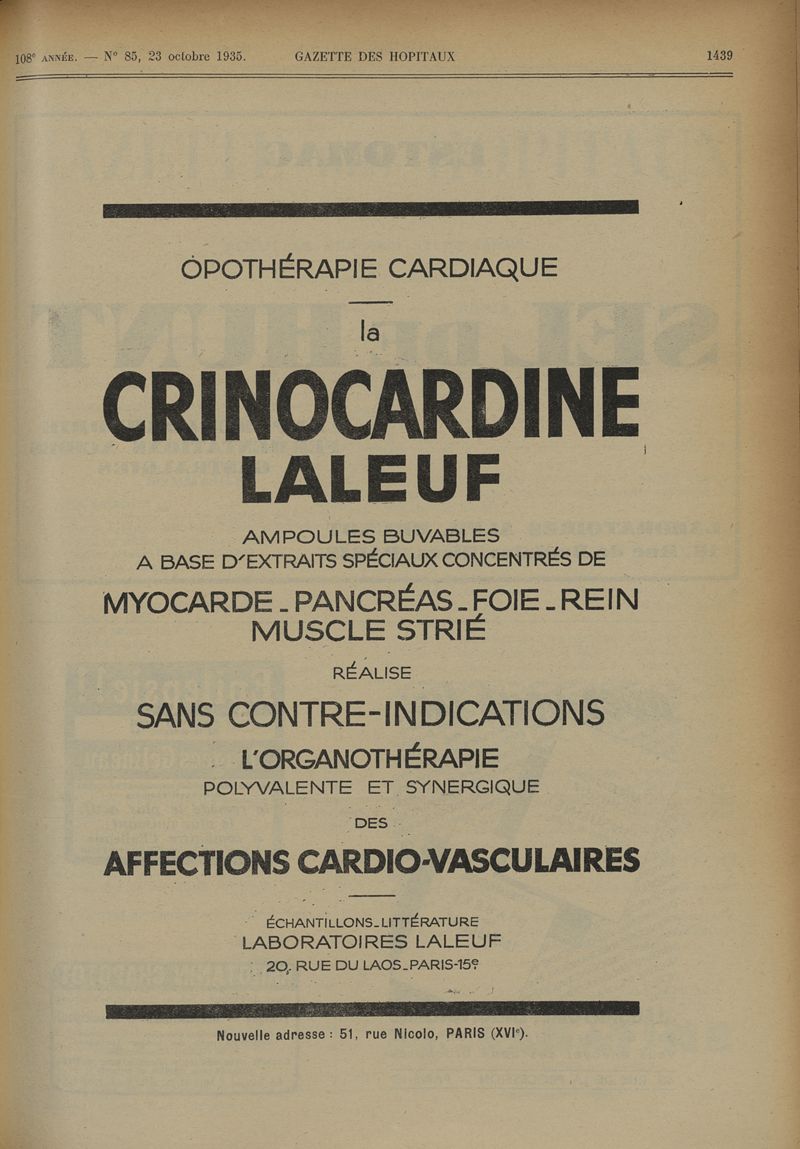 108e ANNÉE. — N° 85, 23 octobre 1935. GAZETTE DES HOPITAUX 1439
OPOTHÉRAPIE CARDIAQUE
la
CRINOCARDINE
LALEUF
AMPOULES BUVABLES
A BASE D'EXTRAITS SPÉCIAUX CONCENTRÉS DE
MYOCARDE - PANCRÉAS - FOIE - REIN
MUSCLE STRIÉ
RÉALISE
SANS CONTRE-INDICATIONS
L'ORGANOTHÉRAPIE
POLYVALENTE ET SYNERGIQUE
DES
AFFECTIONS CARDIO-VASCULAIRES
ÉCHANTILLONS - LITTÉRATURE
LABORATOIRES LALEUF
20, RUE DU LAOS - PARIS-15e
Nouvelle adresse : 51, rue Nicolo, PARIS (XVIe).